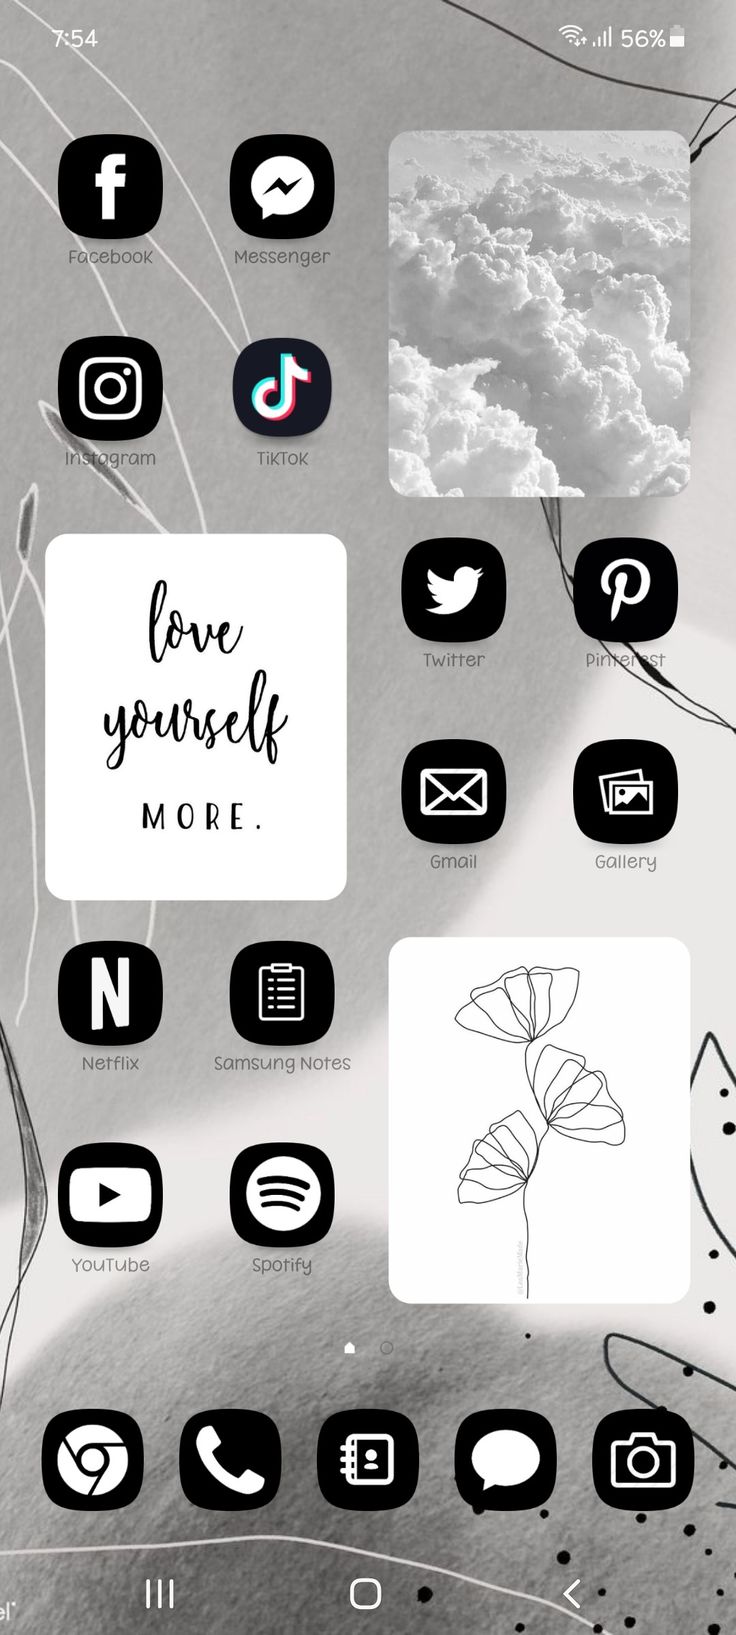 7:54
56%
Facebook
Messenger
Instagram
TikTok
love
yourself
MORE.
Twitter
Pinterest
Gmail
Gallery
Netflix
Samsung Notes
YouTube
Spotify